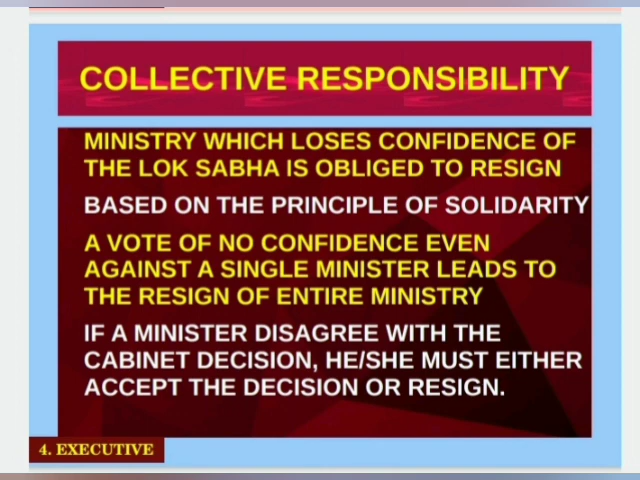 COLLECTIVE RESPONSIBILITY
MINISTRY WHICH LOSES CONFIDENCE OF
THE LOK SABHA IS OBLIGED TO RESIGN
BASED ON THE PRINCIPLE OF SOLIDARITY
A VOTE OF NO CONFIDENCE EVEN
AGAINST A SINGLE MINISTER LEADS TO
THE RESIGN OF ENTIRE MINISTRY
IF A MINISTER DISAGREE WITH THE
CABINET DECISION, HE/SHE MUST EITHER
ACCEPT THE DECISION OR RESIGN.
4. EXECUTIVE